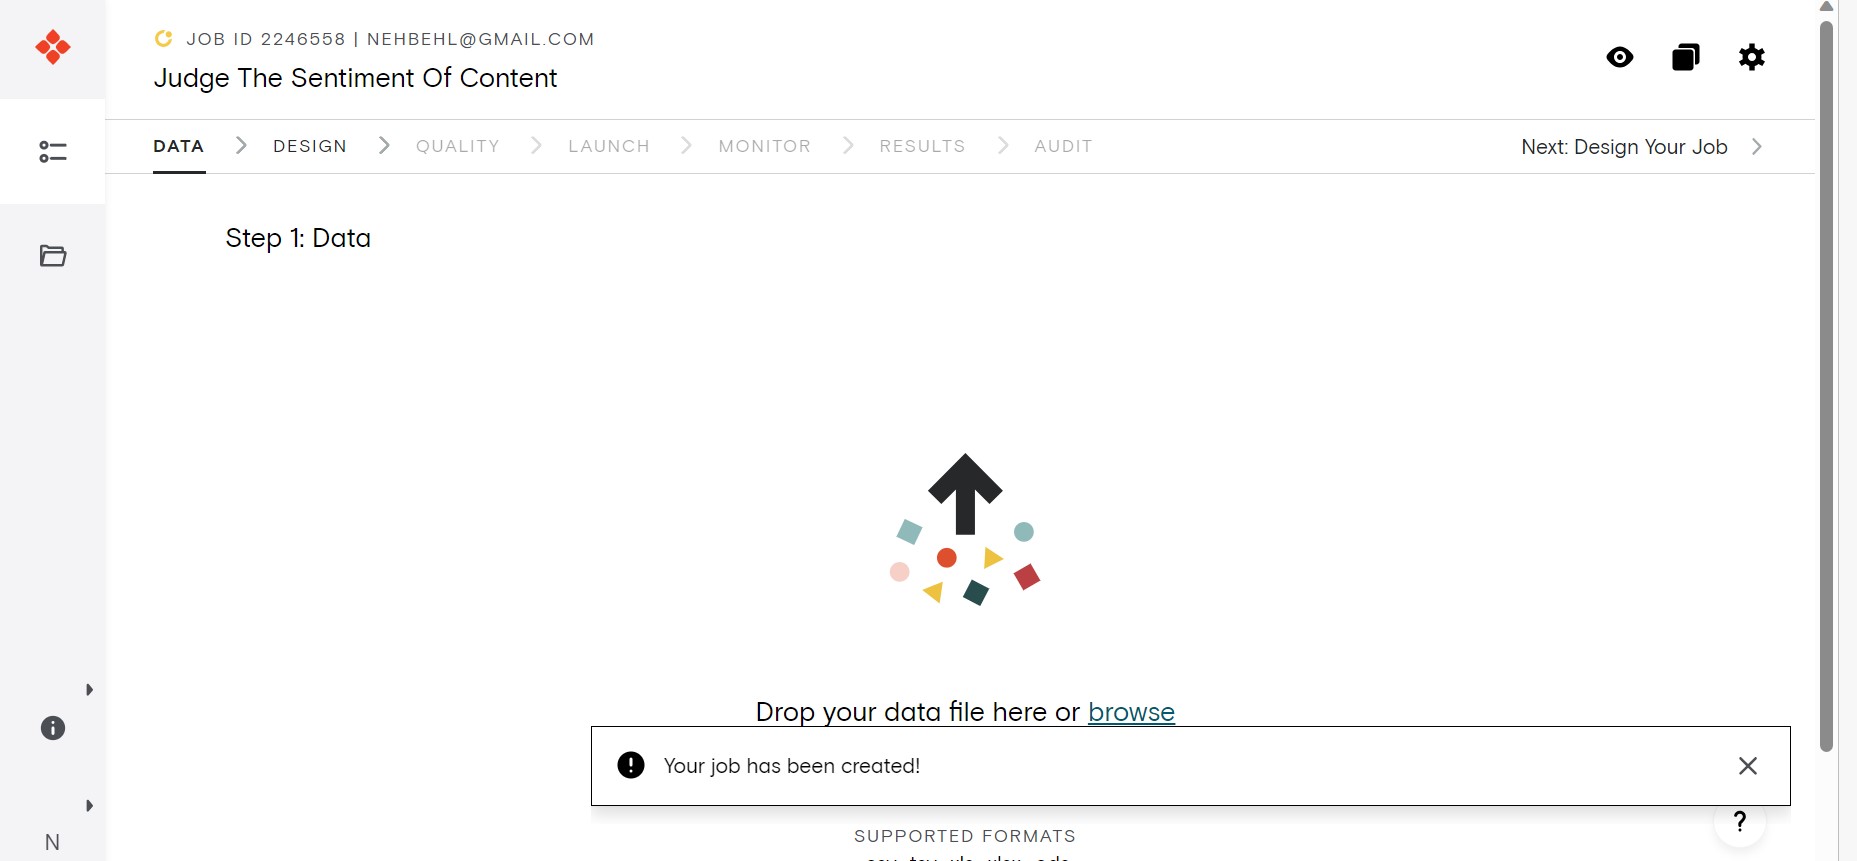 JOB ID 2246558 | NEHBEHL@GMAIL.COM
Judge The Sentiment Of Content
DATA DESIGN QUALITY LAUNCH MONITOR RESULTS AUDIT Next: Design Your Job
Step 1: Data
Drop your data file here or browse
Your job has been created!
?
SUPPORTED FORMATS
N